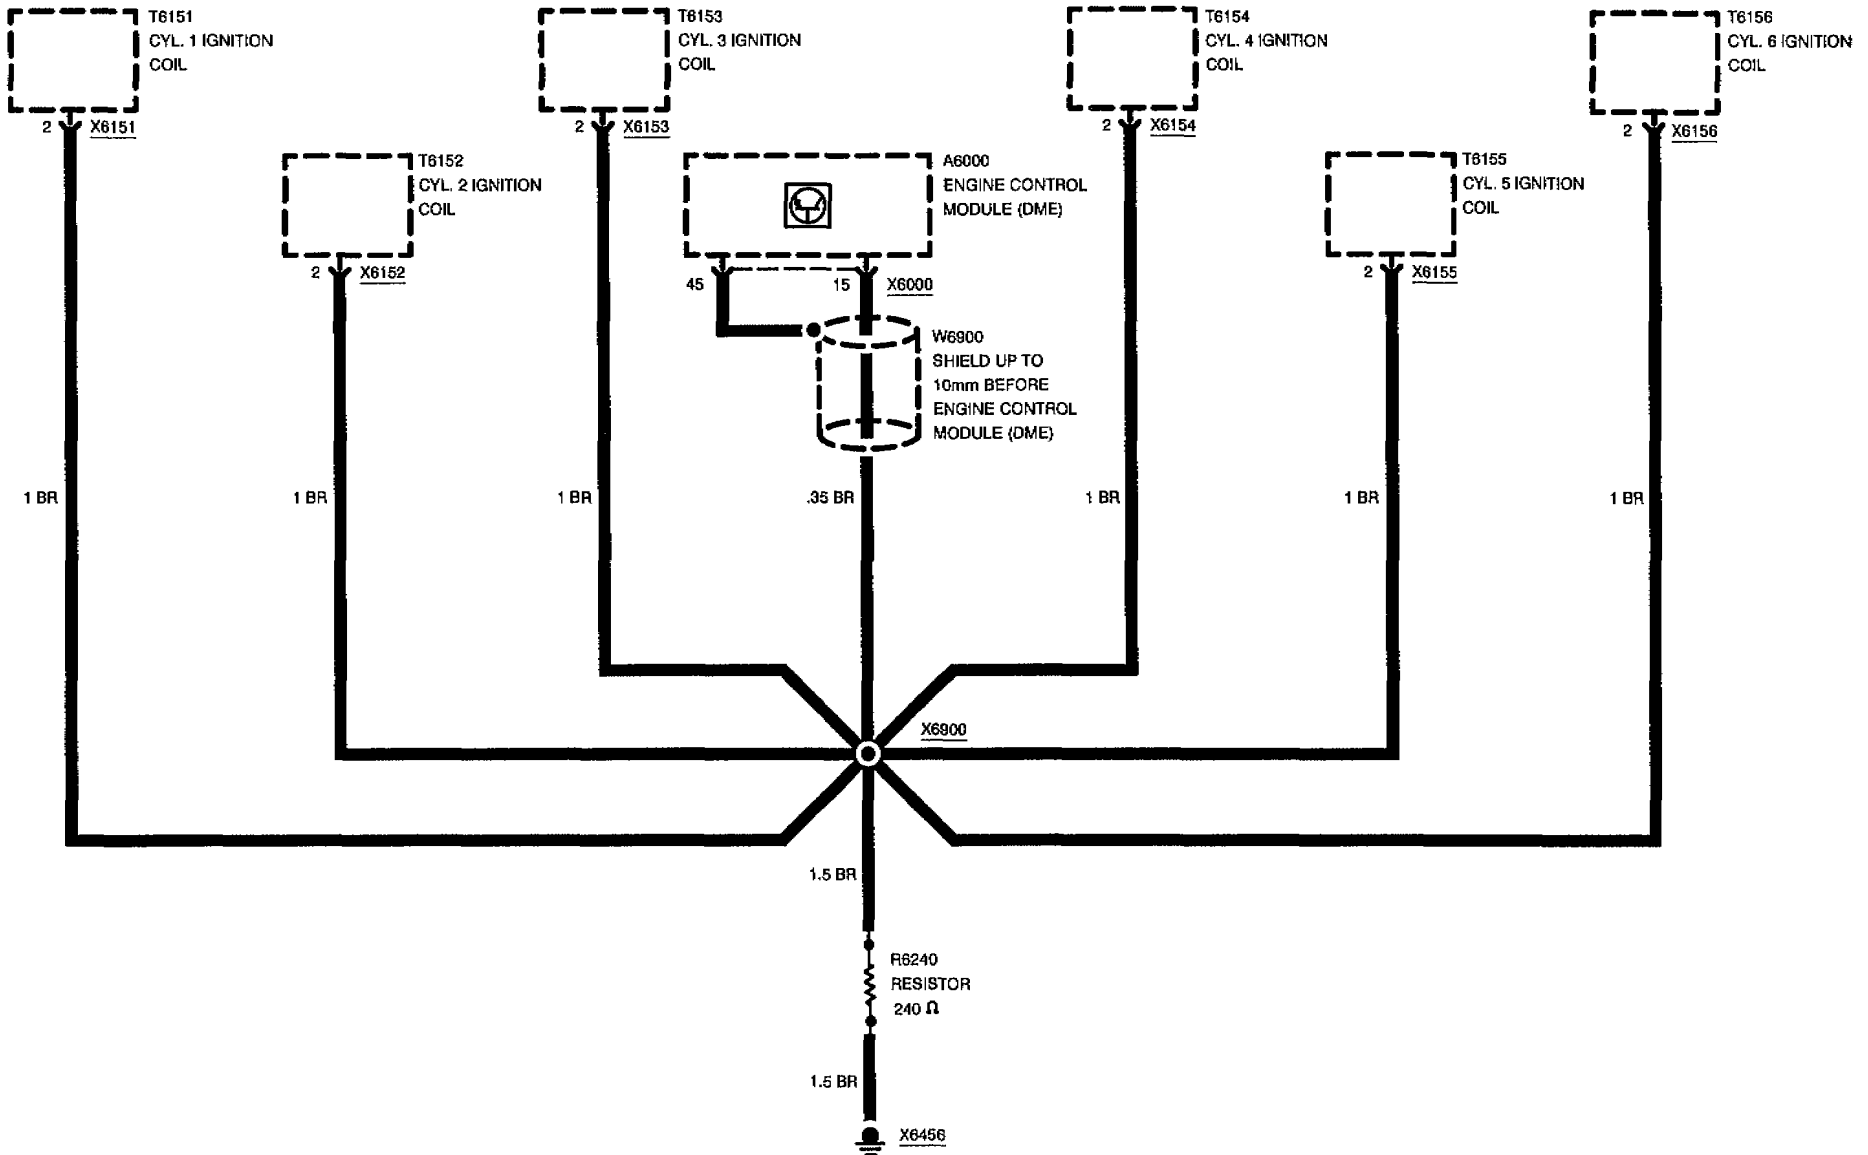 T6151
CYL. 1 IGNITION
COIL
2
X6151
T6153
CYL. 3 IGNITION
COIL
2
X6153
T6154
CYL. 4 IGNITION
COIL
2
X6154
T6156
CYL. 6 IGNITION
COIL
2
X6156
T6152
CYL. 2 IGNITION
COIL
2
X6152
A6000
ENGINE CONTROL
MODULE (DME)
45
15
X6000
T6155
CYL. 5 IGNITION
COIL
2
X6155
W6900
SHIELD UP TO
10mm BEFORE
ENGINE CONTROL
MODULE (DME)
1 BR
1 BR
1 BR
.35 BR
1 BR
1 BR
1 BR
X6900
1.5 BR
R6240
RESISTOR
240 Ω
1.5 BR
X6456